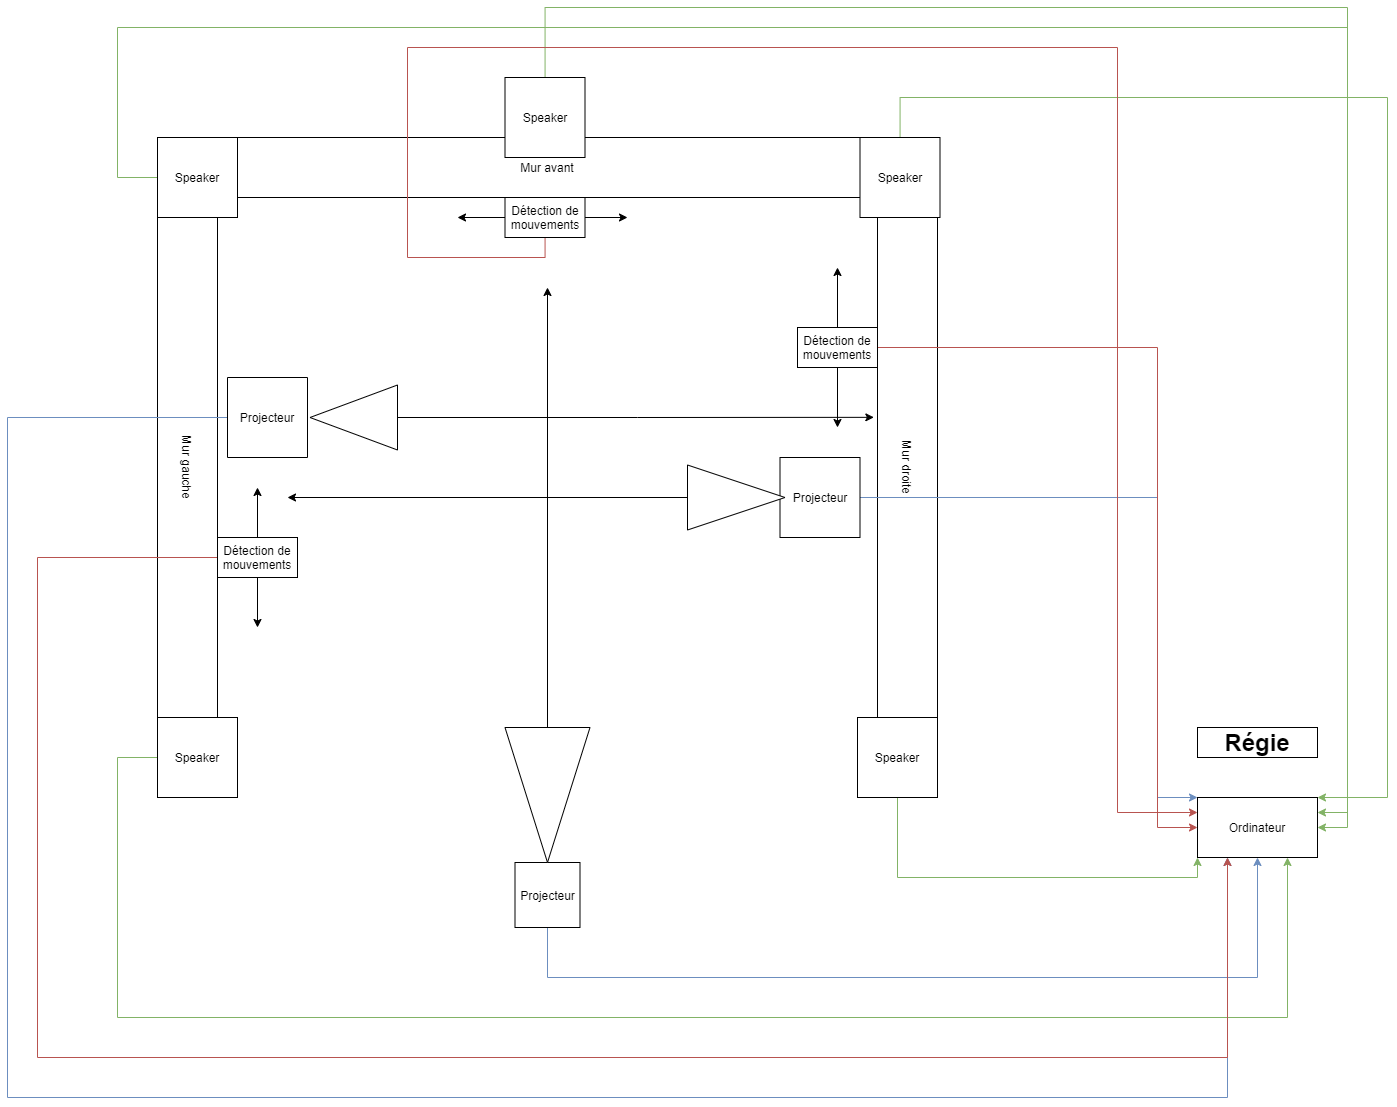 Speaker
Mur avant
Speaker
Speaker
Détection de
mouvements
Détection de
mouvements
Projecteur
Mur gauche
Mur droite
Projecteur
Détection de
mouvements
Speaker
Speaker
Régie
Ordinateur
Projecteur